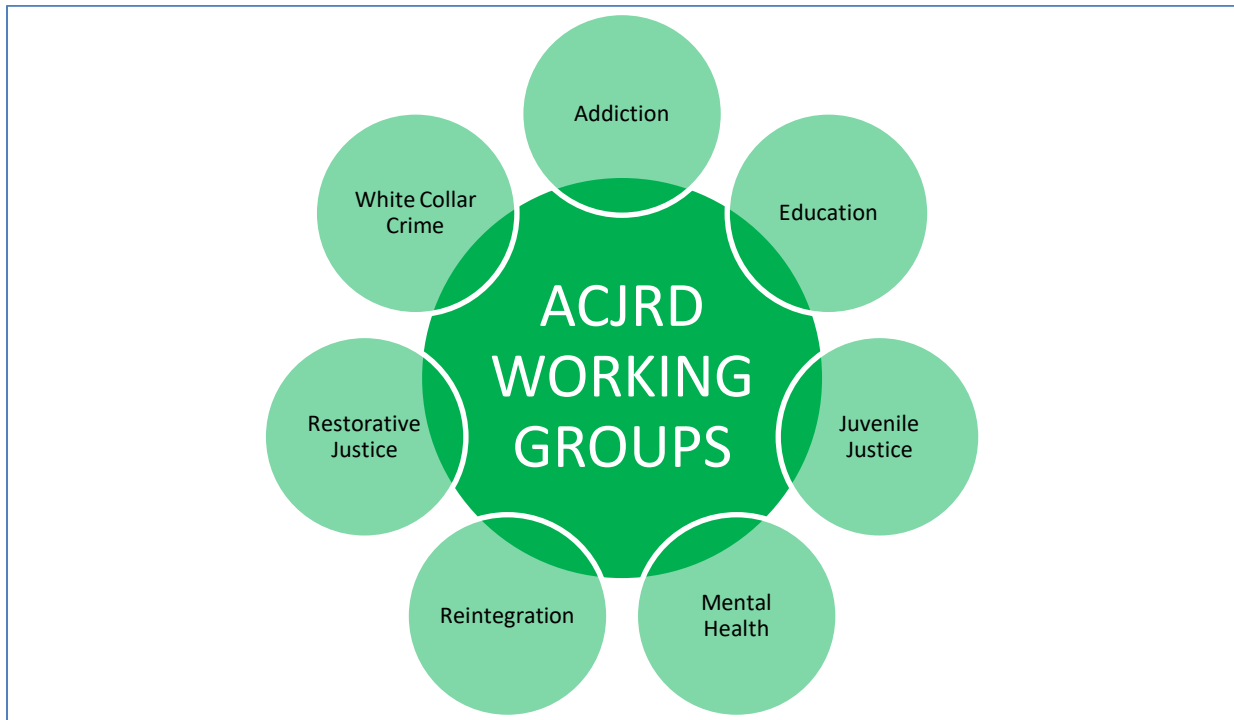 Addiction
White Collar
Crime
Education
ACJRD
WORKING
GROUPS
Restorative
Justice
Juvenile
Justice
Reintegration
Mental
Health